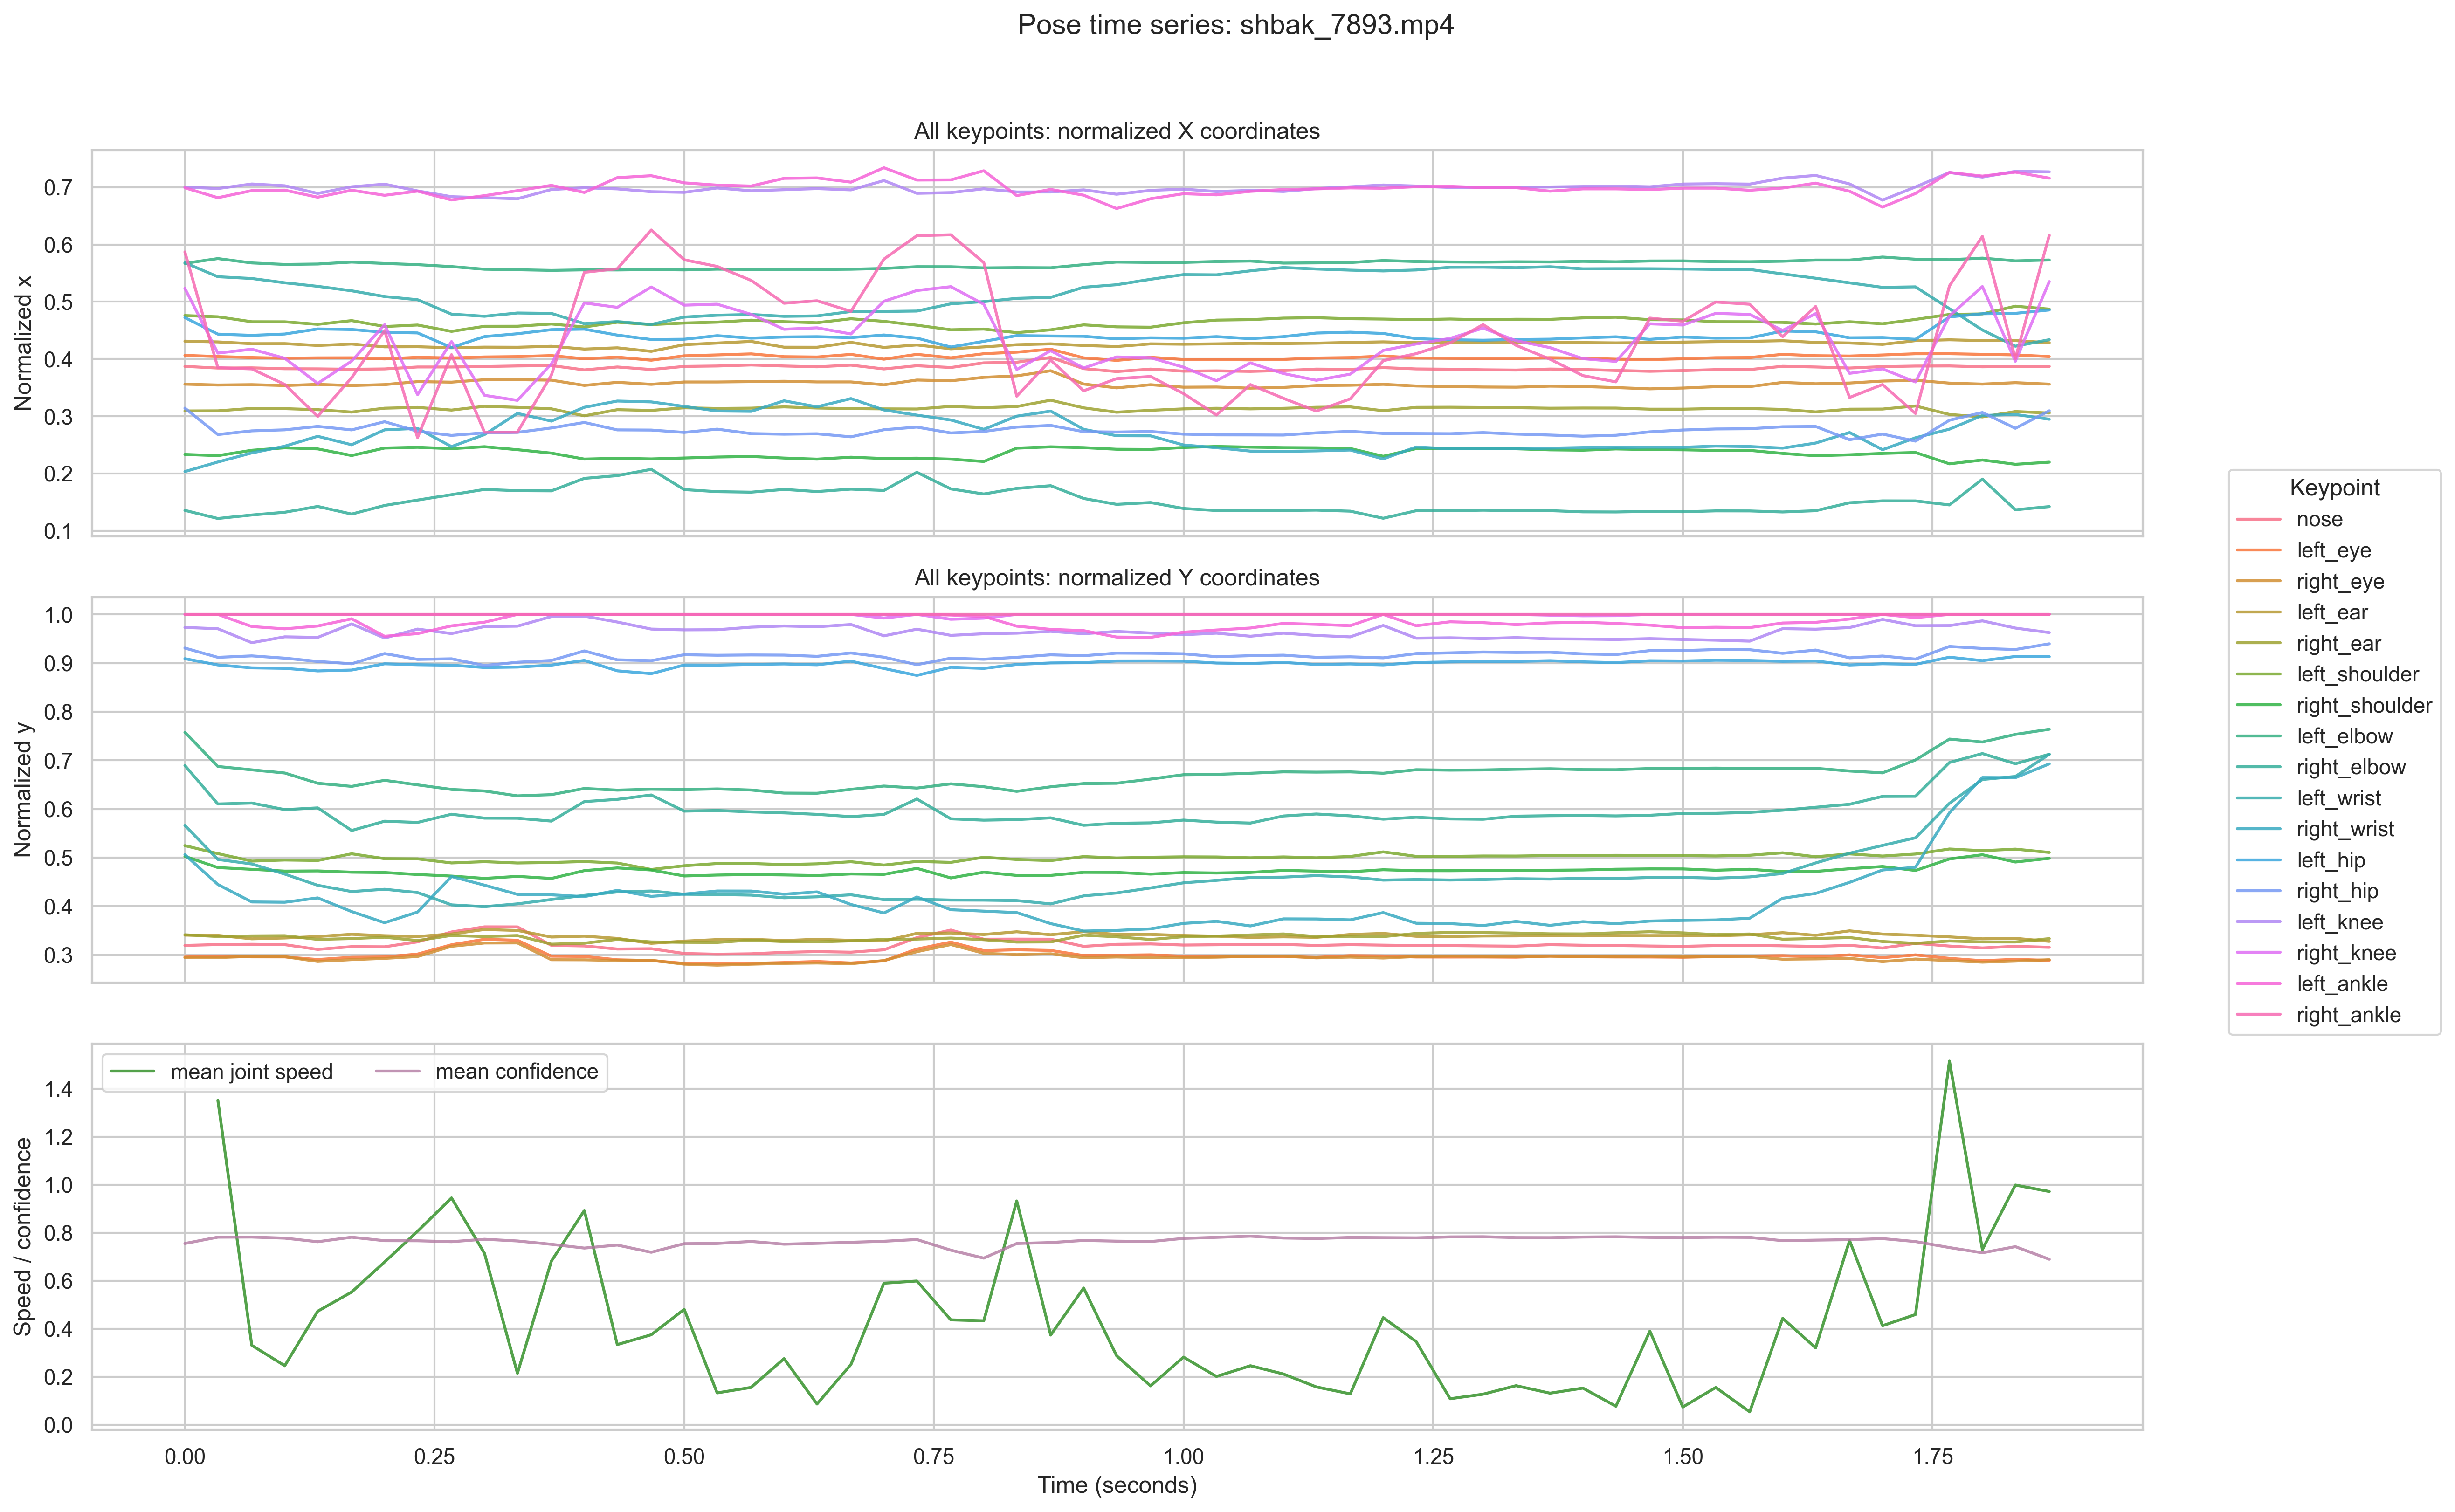 Pose time series: shbak_7893.mp4
All keypoints: normalized X coordinates
Normalized x
0.7
0.6
0.5
0.4
0.3
0.2
0.1
All keypoints: normalized Y coordinates
Normalized y
1.0
0.9
0.8
0.7
0.6
0.5
0.4
0.3
Keypoint
nose
left_eye
right_eye
left_ear
right_ear
left_shoulder
right_shoulder
left_elbow
right_elbow
left_wrist
right_wrist
left_hip
right_hip
left_knee
right_knee
left_ankle
right_ankle
mean joint speed mean confidence
Speed / confidence
1.4
1.2
1.0
0.8
0.6
0.4
0.2
0.0
0.00 0.25 0.50 0.75 1.00 1.25 1.50 1.75
Time (seconds)